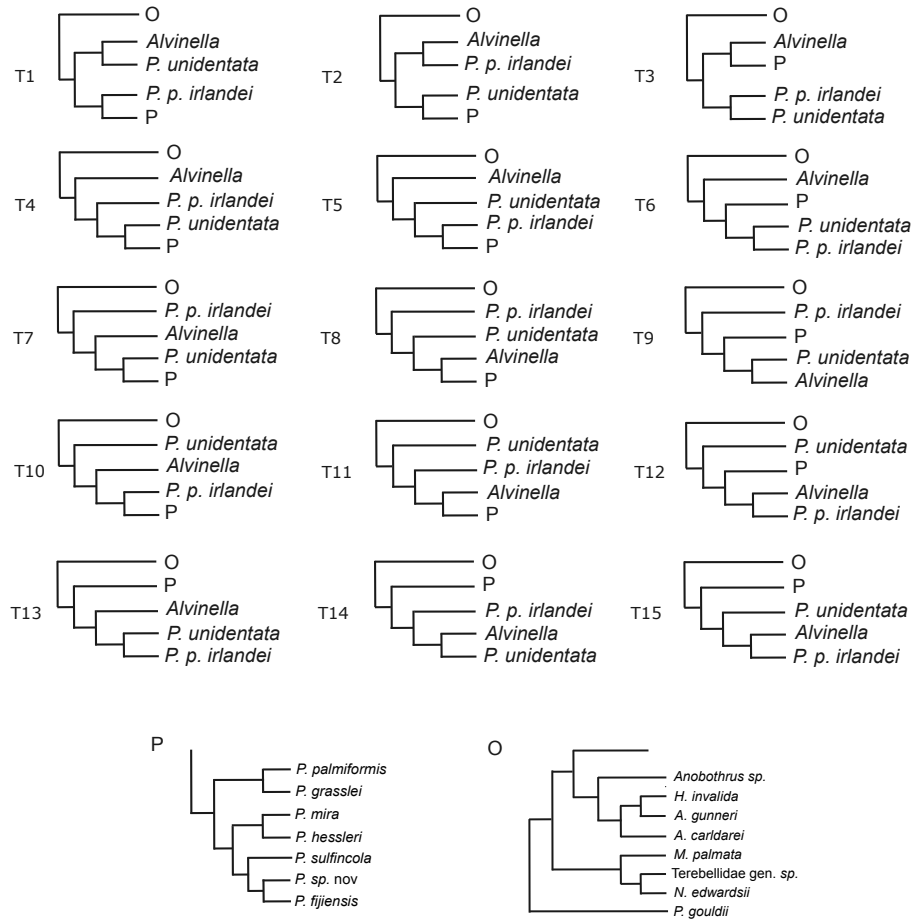 T1
O
Alvinella
P. unidentata
P. p. irlandei
P
T2
O
Alvinella
P. p. irlandei
P. unidentata
P
T3
O
Alvinella
P
P. p. irlandei
P. unidentata
T4
O
Alvinella
P. p. irlandei
P. unidentata
P
T5
O
Alvinella
P. unidentata
P. p. irlandei
P
T6
O
Alvinella
P
P. unidentata
P. p. irlandei
T7
O
P. p. irlandei
Alvinella
P. unidentata
P
T8
O
P. p. irlandei
P. unidentata
Alvinella
P
T9
O
P. p. irlandei
P
P. unidentata
Alvinella
T10
O
P. unidentata
Alvinella
P. p. irlandei
P
T11
O
P. unidentata
P. p. irlandei
Alvinella
P
T12
O
P. unidentata
P
Alvinella
P. p. irlandei
T13
O
P
Alvinella
P. unidentata
P. p. irlandei
T14
O
P
P. p. irlandei
Alvinella
P. unidentata
T15
O
P
P. unidentata
Alvinella
P. p. irlandei
P
P. palmiformis
P. grasslei
P. mira
P. hessleri
P. sulfincola
P. sp. nov
P. fijiensis
O
Anobothrus sp.
H. invalida
A. gunneri
A. carldarei
M. palmata
Terebellidae gen. sp.
N. edwardsii
P. gouldii